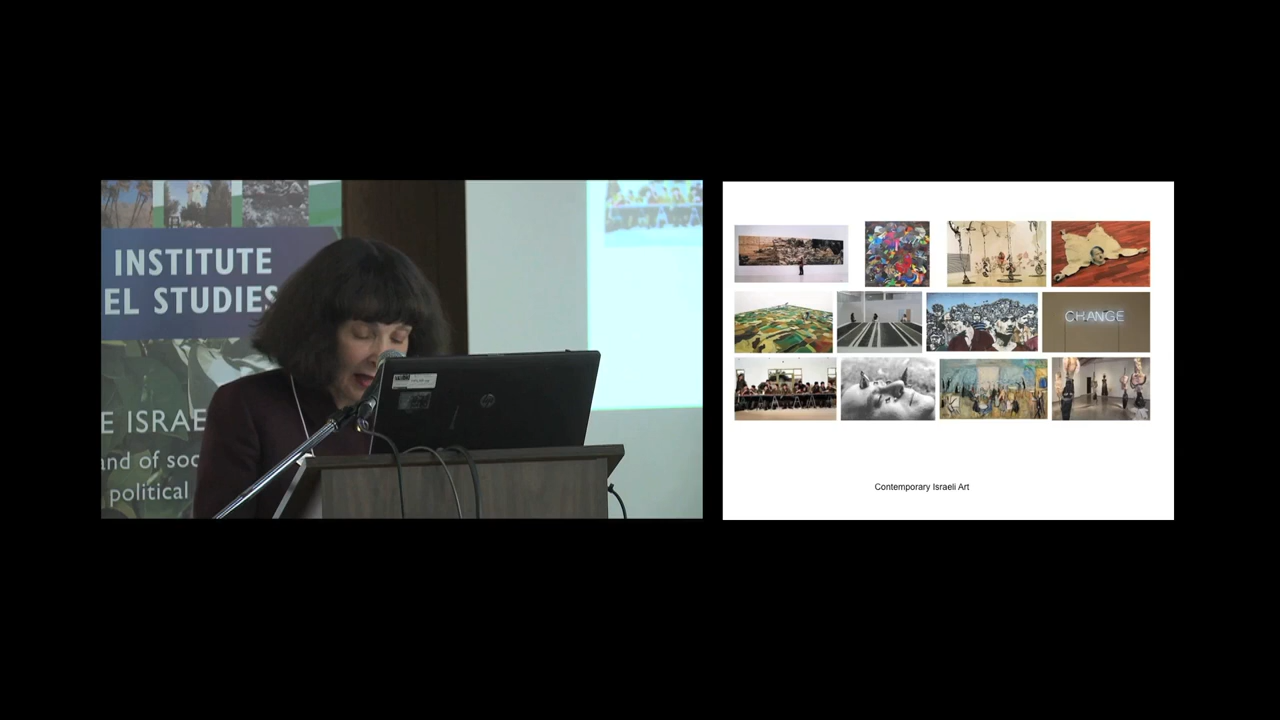 INSTITUTE
EL STUDIES
E ISRAE
and of soc
political
CHANGE
Contemporary Israeli Art